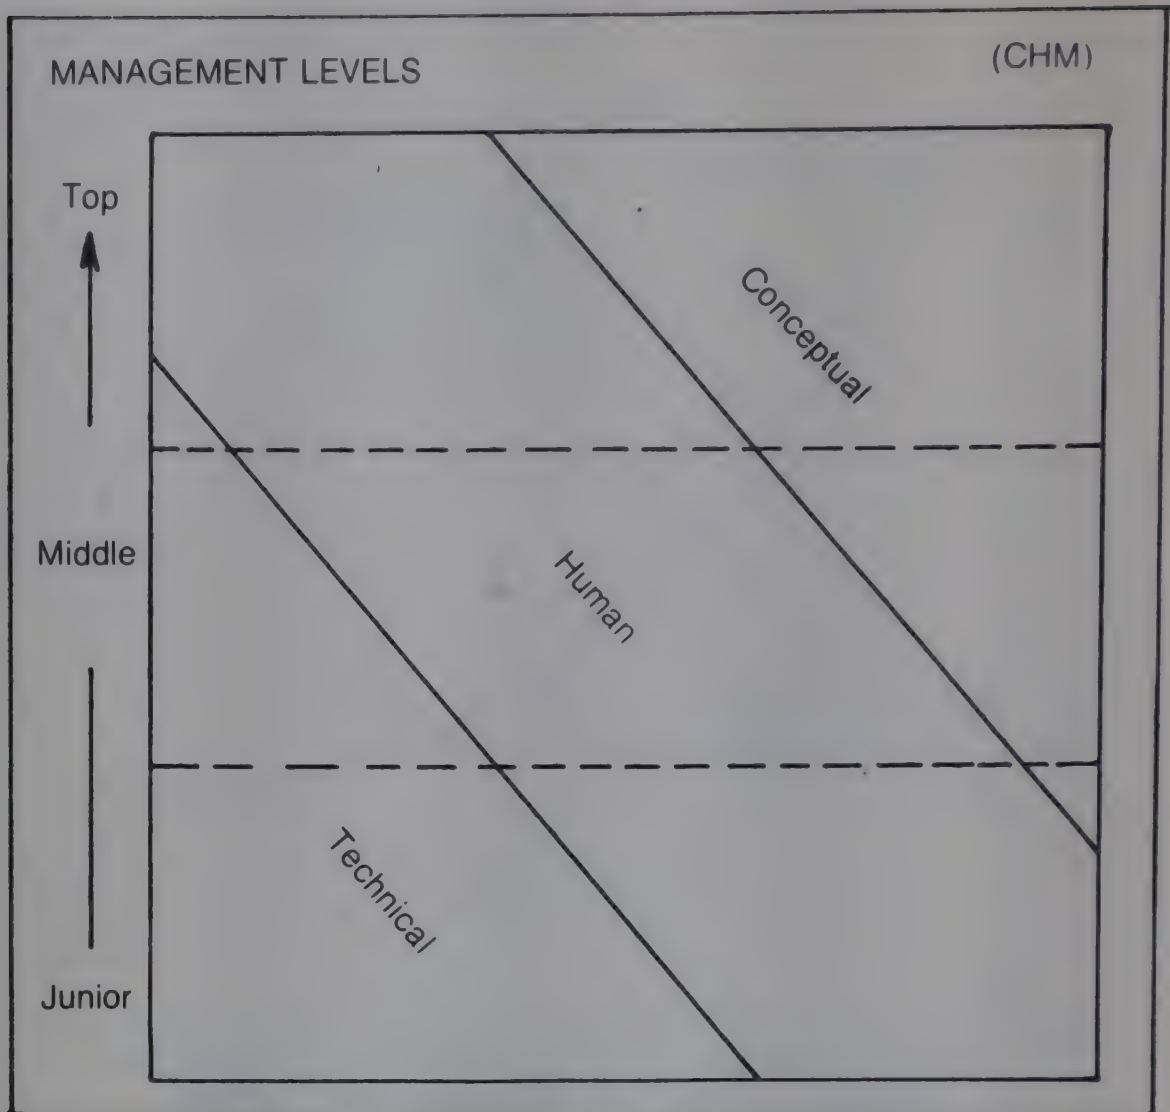 MANAGEMENT LEVELS
(CHM)
Top
Conceptual
Middle
Human
Technical
Junior